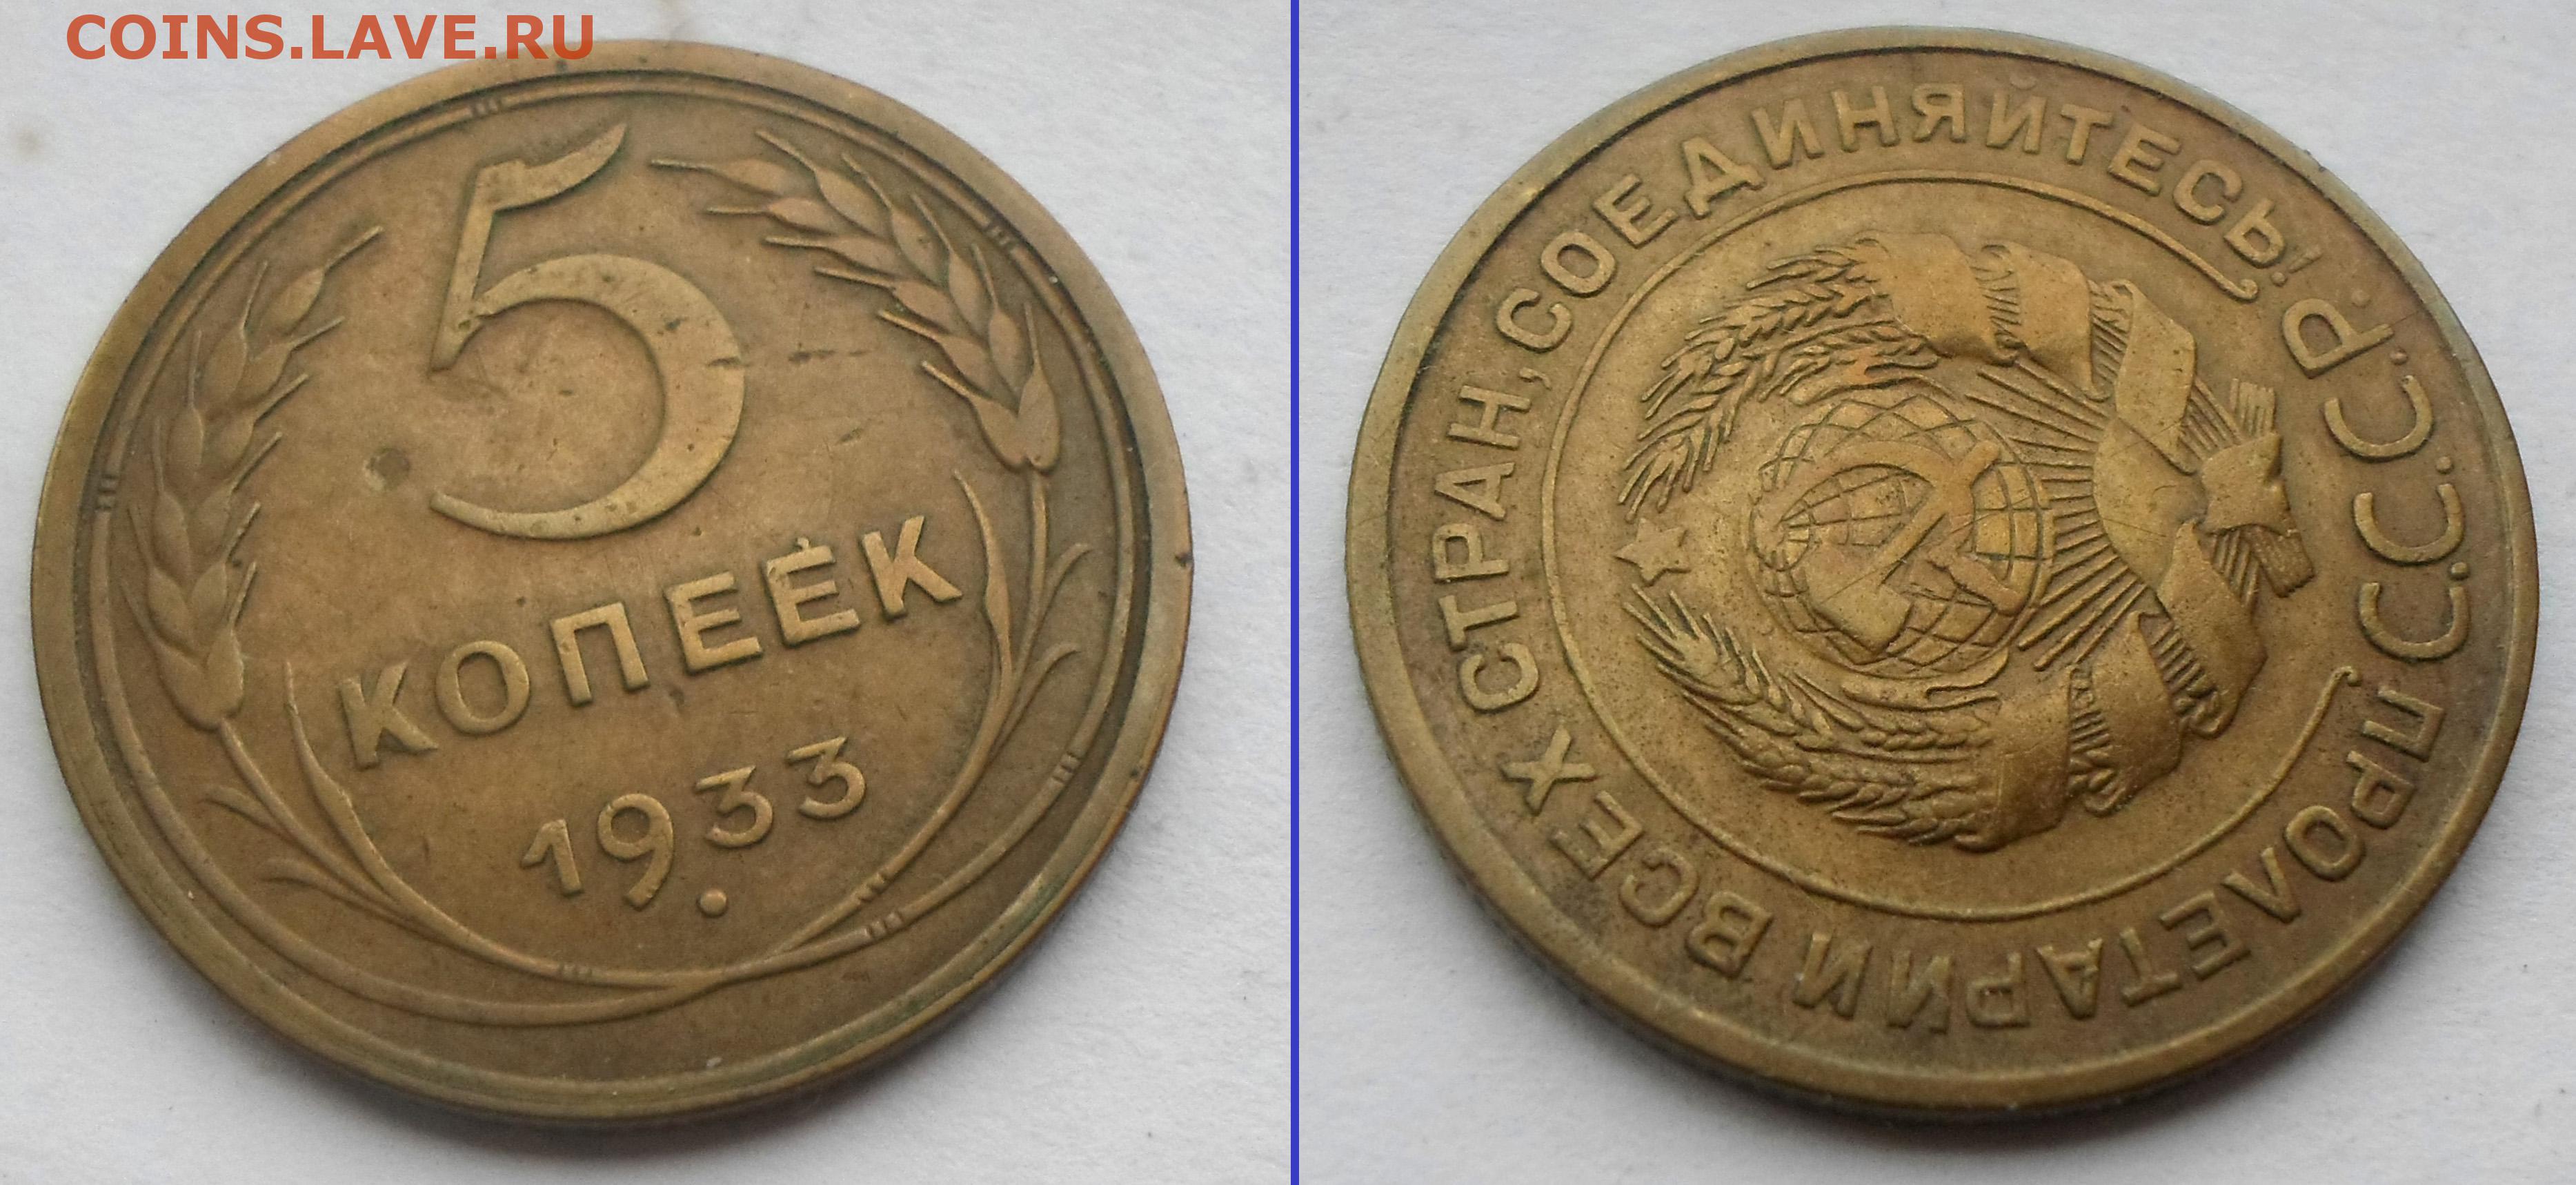 COINS.LAVE.RU
5
КОПЕЕК
1933
ПРОЛЕТАРИИ ВСЕХ СТРАН, СОЕДИНЯЙТЕСЬ!
С.С.С.Р.